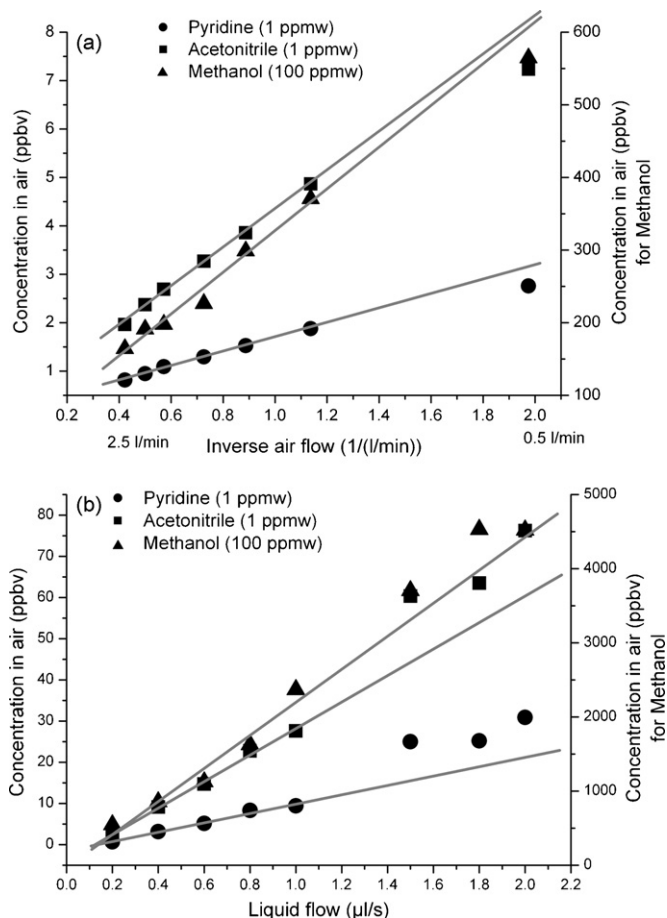 (a)
Pyridine (1 ppmw)
Acetonitrile (1 ppmw)
Methanol (100 ppmw)
8
7
6
5
4
3
2
1
Concentration in air (ppbv)
600
500
400
300
200
100
Concentration in air (ppbv)
for Methanol
0.2 0.4 0.6 0.8 1.0 1.2 1.4 1.6 1.8 2.0 2.2
2.5 l/min Inverse air flow (1/(l/min)) 0.5 l/min
(b)
Pyridine (1 ppmw)
Acetonitrile (1 ppmw)
Methanol (100 ppmw)
80
70
60
50
40
30
20
10
0
Concentration in air (ppbv)
5000
4000
3000
2000
1000
0
Concentration in air (ppbv)
for Methanol
0.0 0.2 0.4 0.6 0.8 1.0 1.2 1.4 1.6 1.8 2.0 2.2
Liquid flow (µl/s)